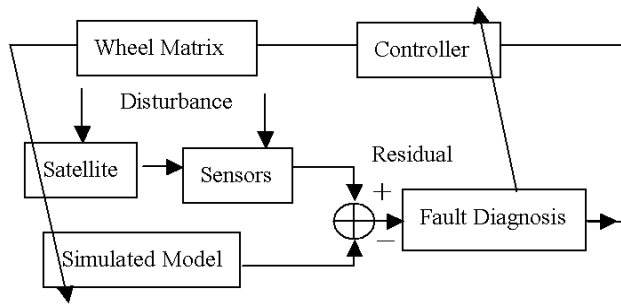 Wheel Matrix
Controller
Disturbance
Satellite
Sensors
Residual
+
Fault Diagnosis
−
Simulated Model